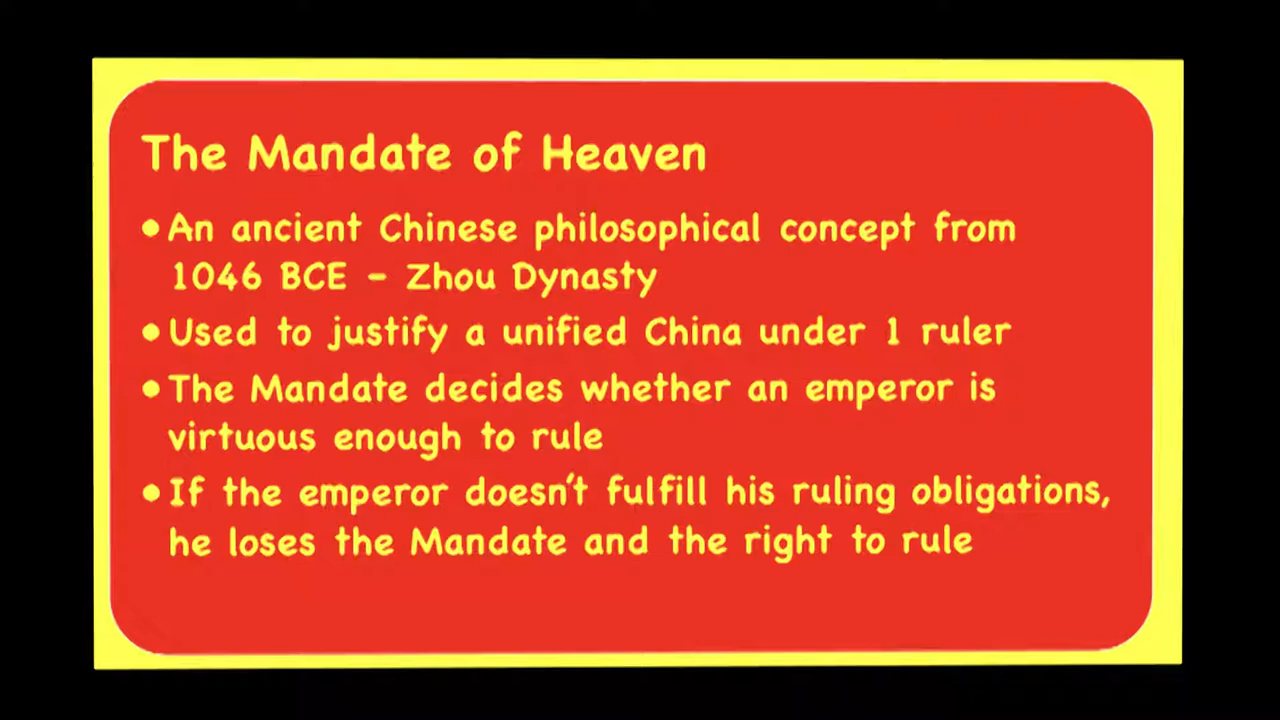 The Mandate of Heaven
•An ancient Chinese philosophical concept from
1046 BCE – Zhou Dynasty
•Used to justify a unified China under 1 ruler
•The Mandate decides whether an emperor is
virtuous enough to rule
•If the emperor doesn't fulfill his ruling obligations,
he loses the Mandate and the right to rule